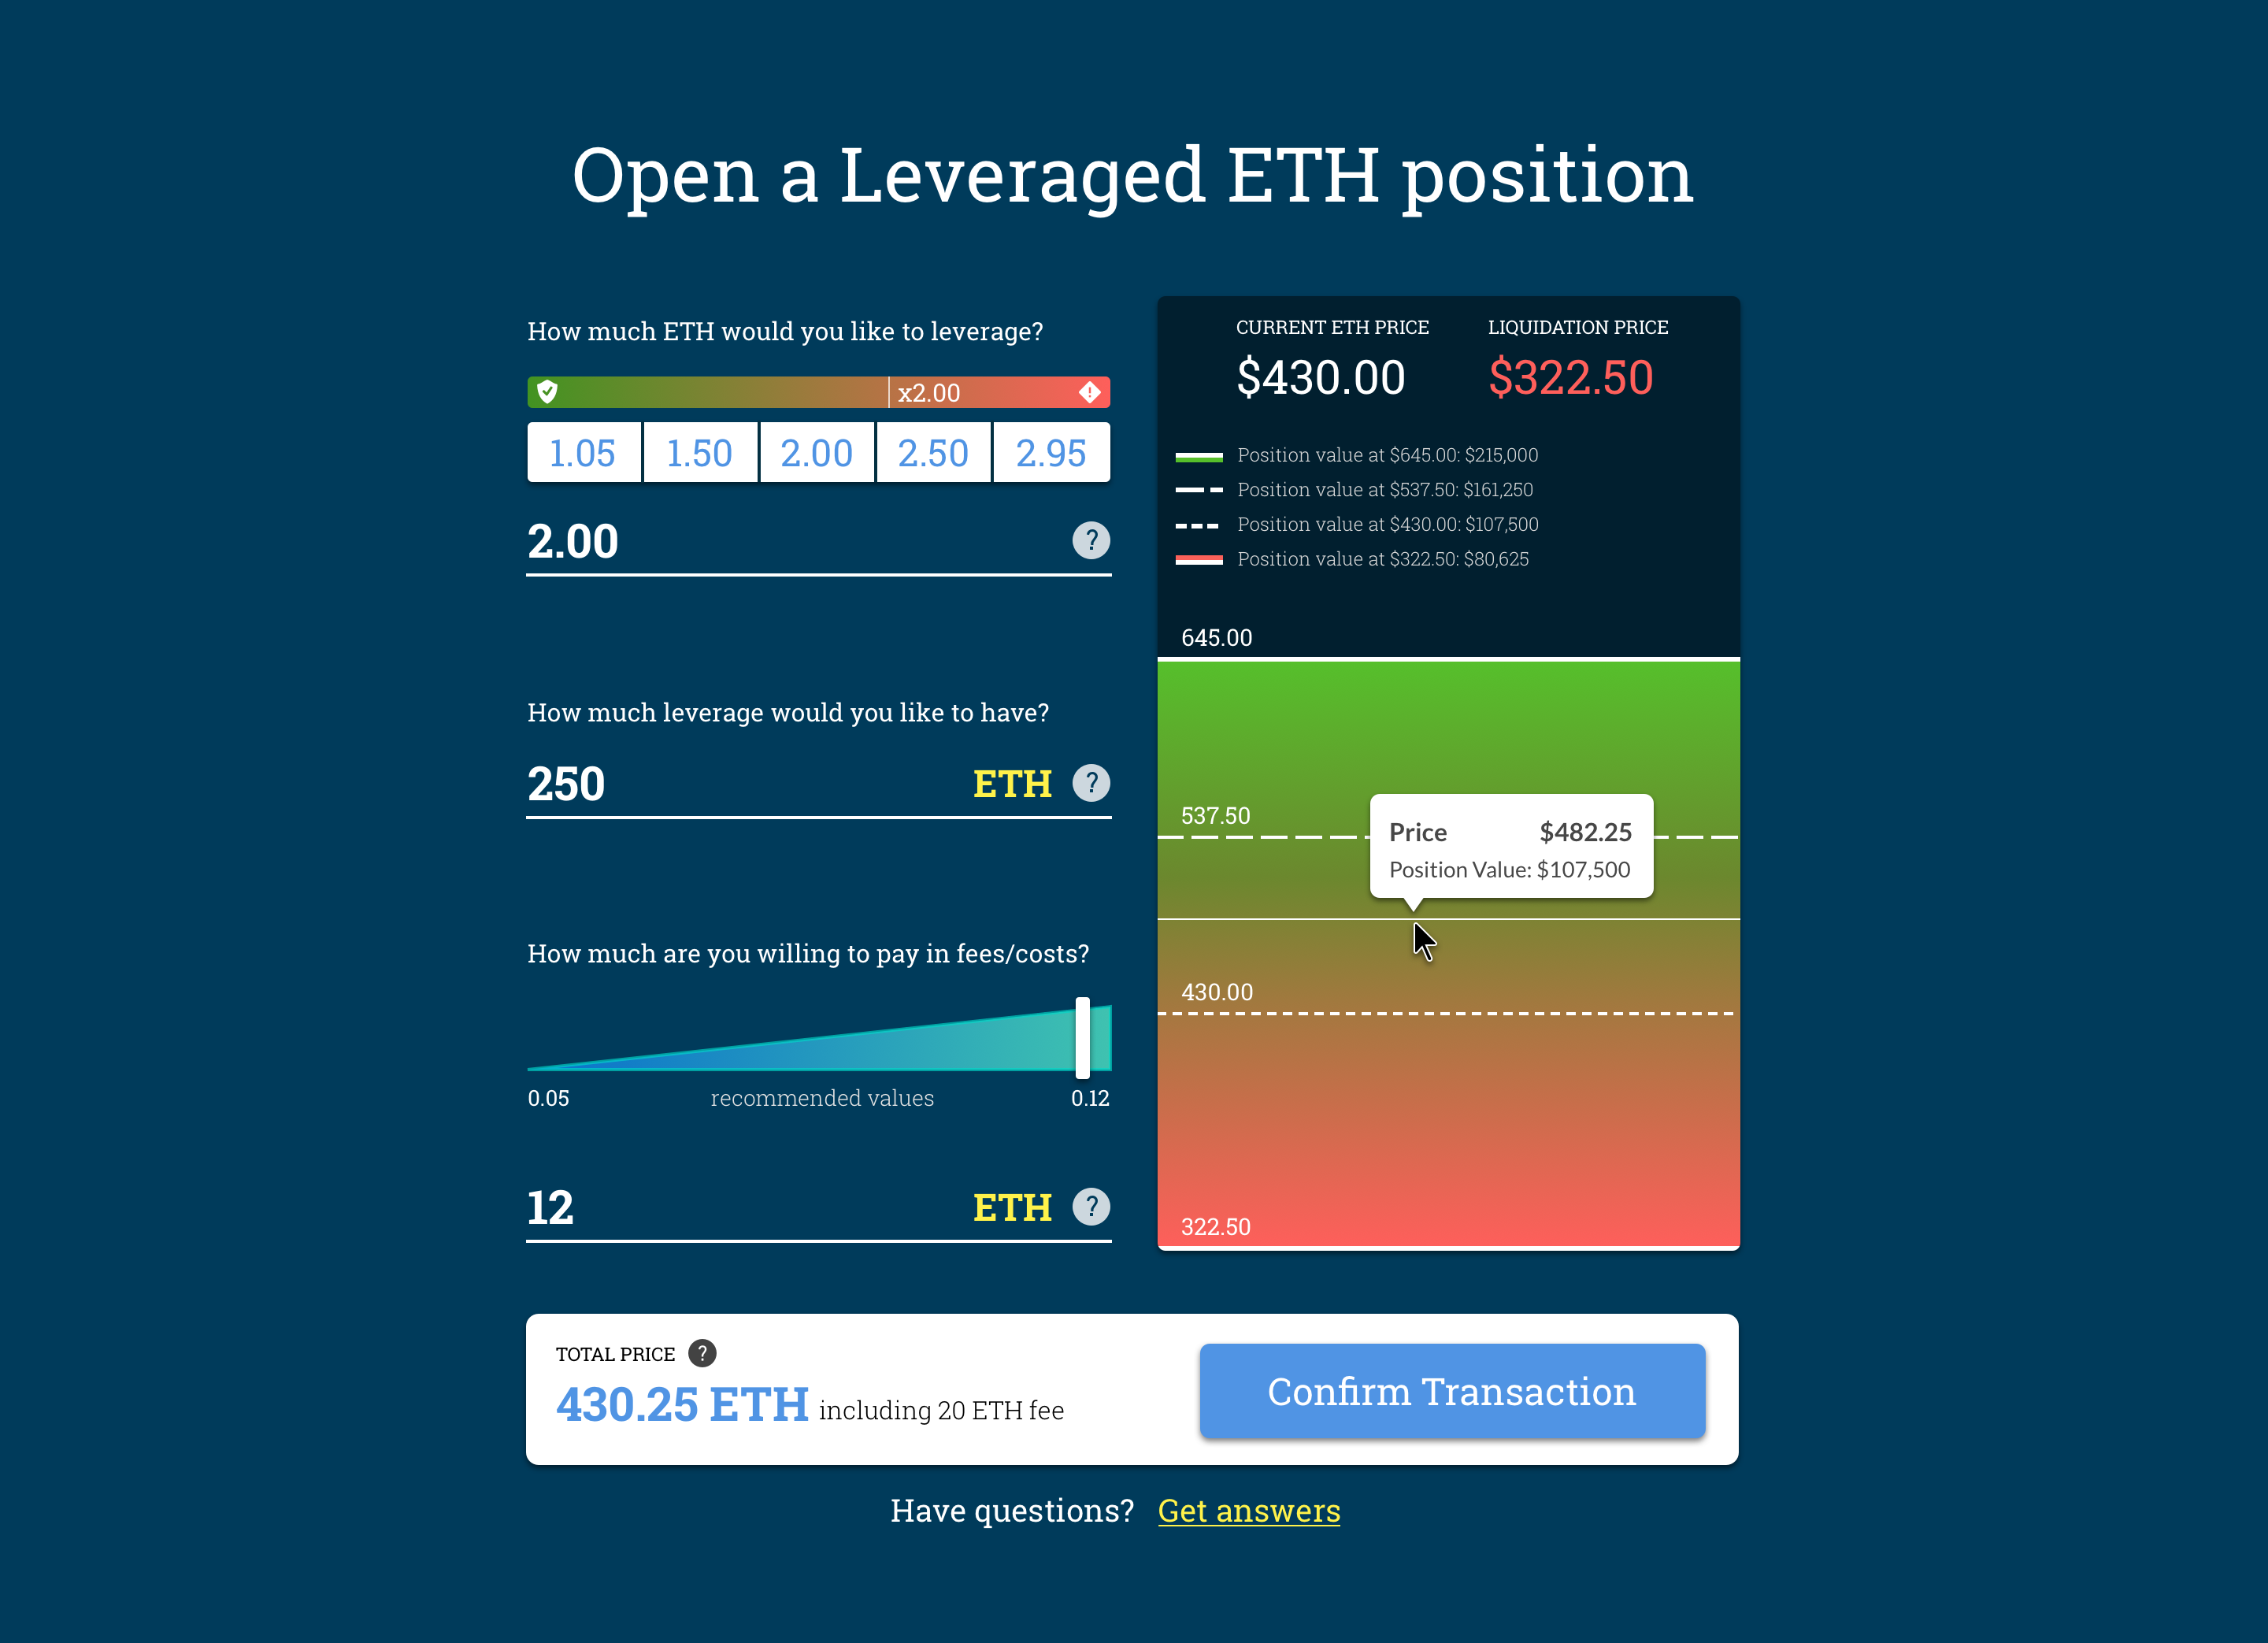 Open a Leveraged ETH position
How much ETH would you like to leverage?
x2.00
1.05 1.50 2.00 2.50 2.95
2.00 ?
How much leverage would you like to have?
250 ETH ?
How much are you willing to pay in fees/costs?
0.05 recommended values 0.12
12 ETH ?
CURRENT ETH PRICE LIQUIDATION PRICE
$430.00 $322.50
Position value at $645.00: $215,000
Position value at $537.50: $161,250
Position value at $430.00: $107,500
Position value at $322.50: $80,625
645.00
537.50
Price $482.25
Position Value: $107,500
430.00
322.50
TOTAL PRICE ?
430.25 ETH including 20 ETH fee
Confirm Transaction
Have questions? Get answers